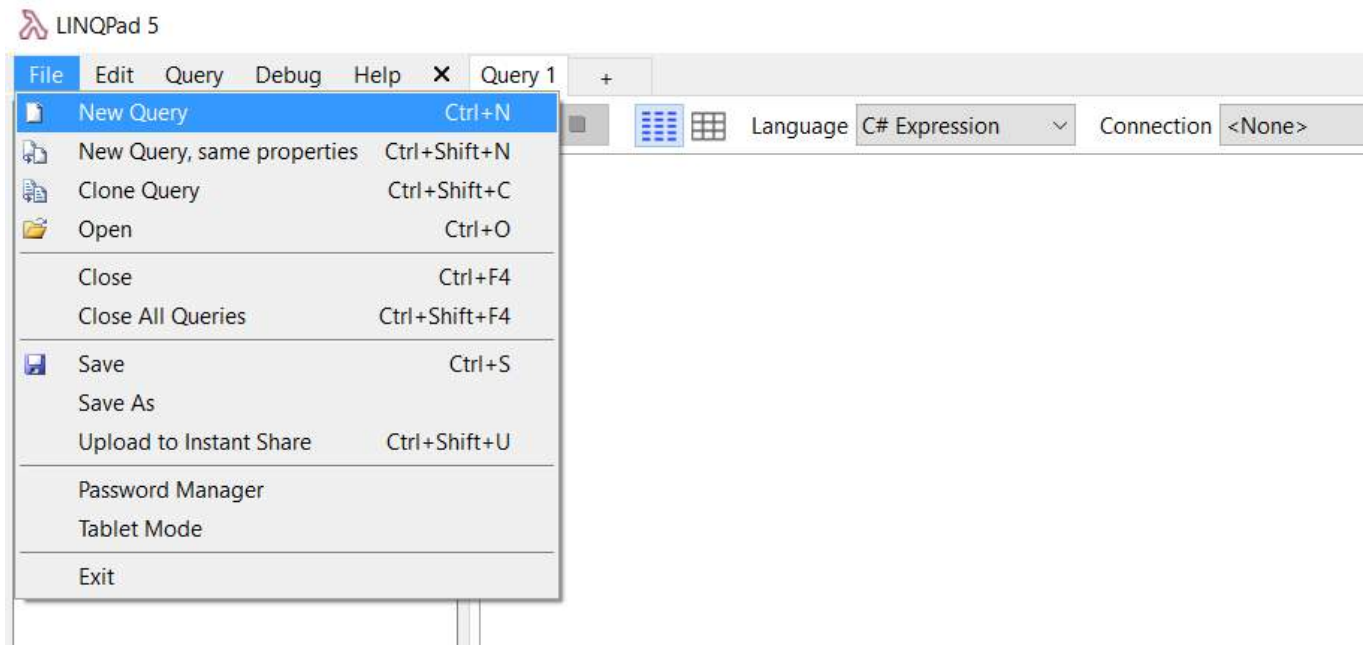 LINQPad 5
File Edit Query Debug Help × Query 1 +
New Query Ctrl+N
Language C# Expression Connection <None>
New Query, same properties Ctrl+Shift+N
Clone Query Ctrl+Shift+C
Open Ctrl+O
Close Ctrl+F4
Close All Queries Ctrl+Shift+F4
Save Ctrl+S
Save As
Upload to Instant Share Ctrl+Shift+U
Password Manager
Tablet Mode
Exit